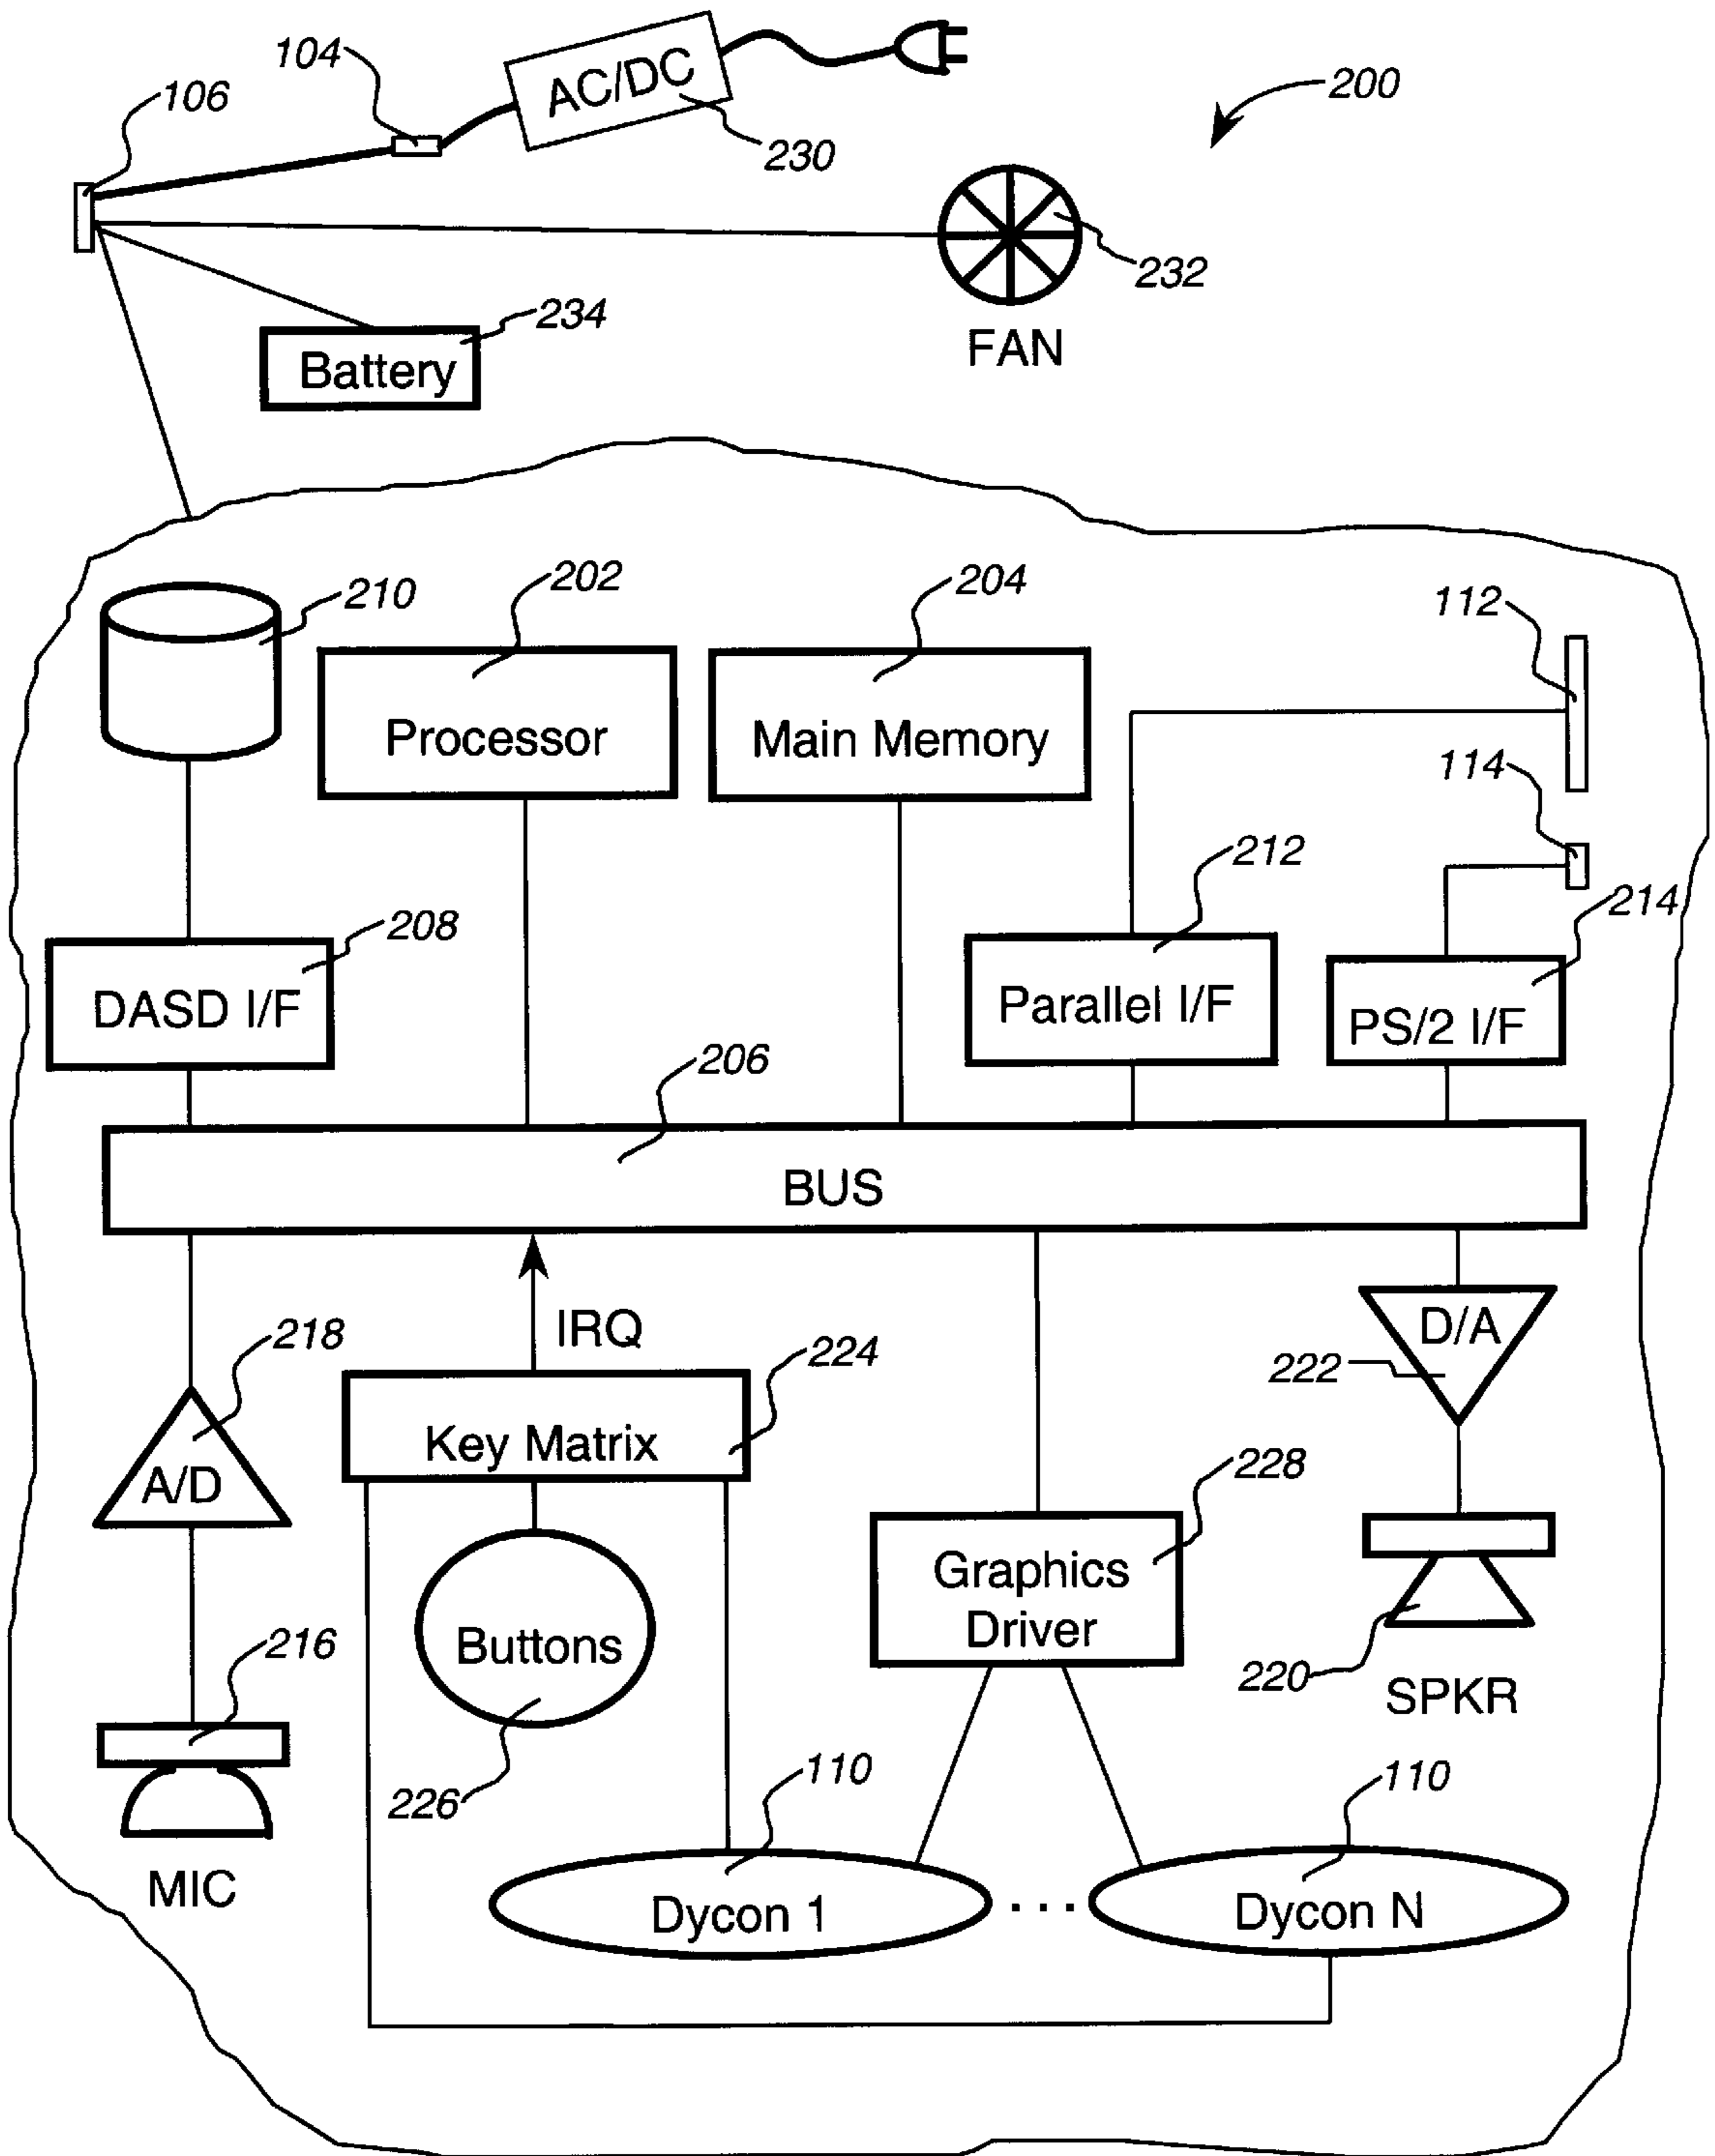 104
AC/DC
106
200
230
232
234
Battery
FAN
210
202
204
112
Processor
Main Memory
114
212
214
208
DASD I/F
Parallel I/F
PS/2 I/F
206
BUS
IRQ
218
224
D/A
222
Key Matrix
A/D
228
Graphics
Driver
Buttons
216
220
SPKR
226
110
110
MIC
Dycon 1
...
Dycon N